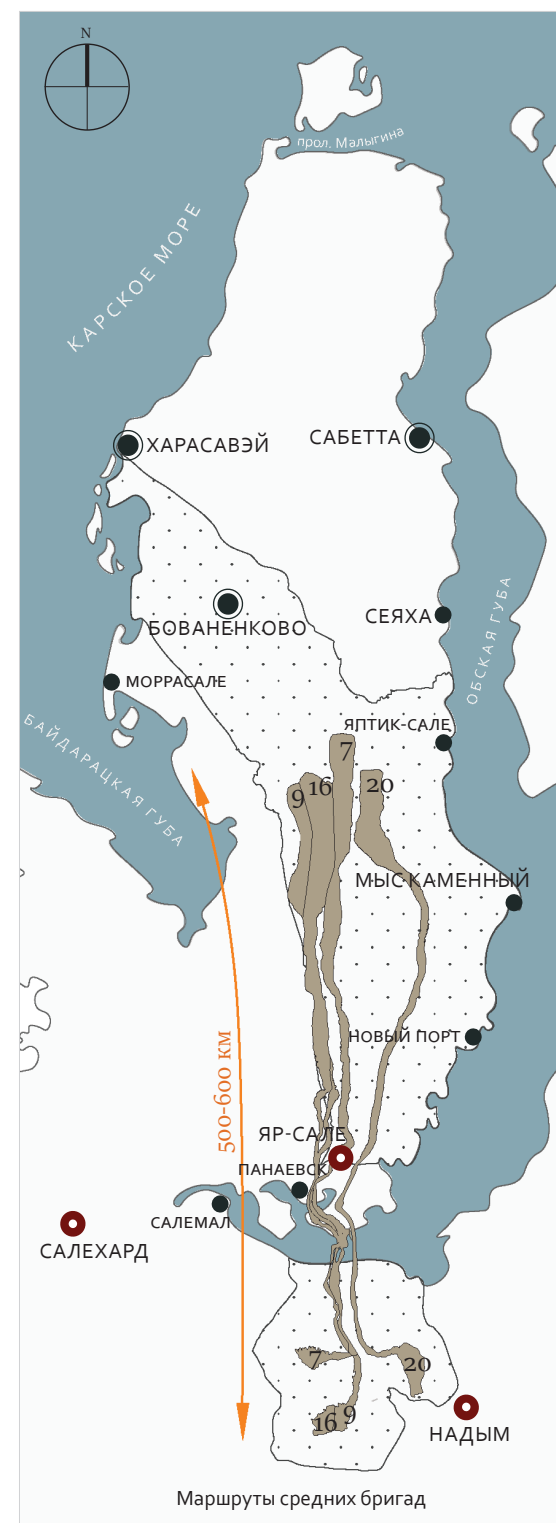 N
прол. Малыгина
КАРСКОЕ МОРЕ
ХАРАСАВЭЙ
САБЕТТА
СЕЯХА
БОВАНЕНКОВО
ОБСКАЯ ГУБА
МОРРАСАЛЕ
ЯПТИК-САЛЕ
БАЙДАРАЦКАЯ ГУБА
7
16
20
9
МЫС КАМЕННЫЙ
НОВЫЙ ПОРТ
500-600 км
ЯР-САЛЕ
ПАНАЕВСК
САЛЕМАЛ
САЛЕХАРД
7
20
16
9
НАДЫМ
Маршруты средних бригад